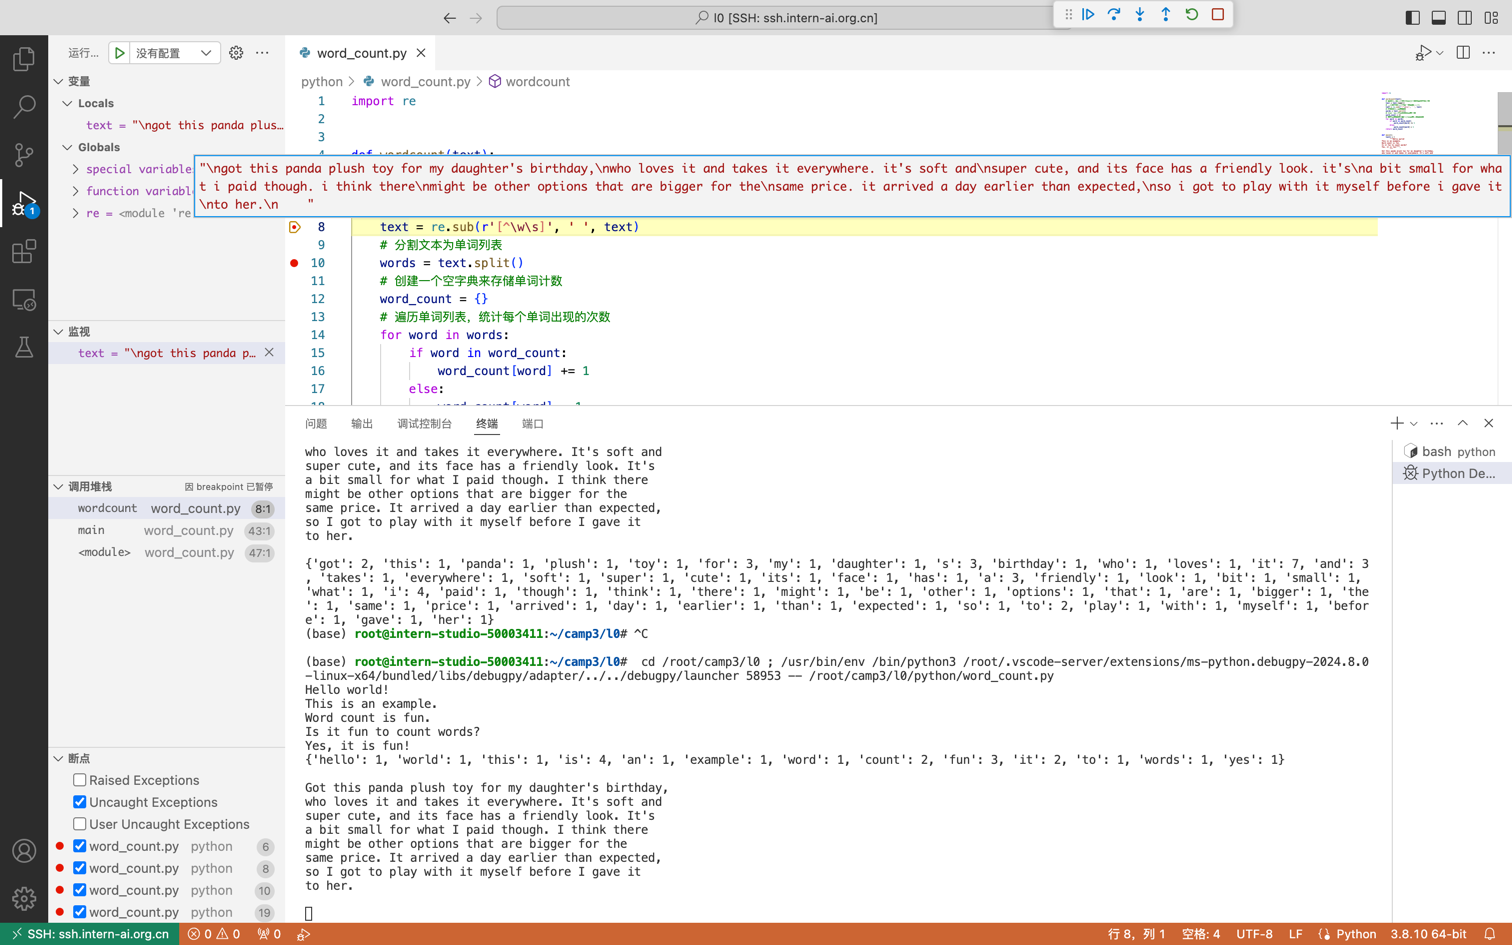 l0 [SSH: ssh.intern-ai.org.cn]
运行...
没有配置
word_count.py
变量
Locals
text = "\ngot this panda plus...
Globals
special variable
function variabl
re = <module 're
1
监视
text = "\ngot this panda p...
调用堆栈
因 breakpoint 已暂停
wordcount word_count.py 8:1
main word_count.py 43:1
<module> word_count.py 47:1
断点
Raised Exceptions
Uncaught Exceptions
User Uncaught Exceptions
word_count.py python 6
word_count.py python 8
word_count.py python 10
word_count.py python 19
python > word_count.py > wordcount
1 import re
2
3
"\ngot this panda plush toy for my daughter's birthday,\nwho loves it and takes it everywhere. it's soft and\nsuper cute, and its face has a friendly look. it's\na bit small for wha
t i paid though. i think there\nmight be other options that are bigger for the\nsame price. it arrived a day earlier than expected,\nso i got to play with it myself before i gave it
\nto her.\n    "
8 text = re.sub(r'[^\w\s]', ' ', text)
9 # 分割文本为单词列表
10 words = text.split()
11 # 创建一个空字典来存储单词计数
12 word_count = {}
13 # 遍历单词列表，统计每个单词出现的次数
14 for word in words:
15 if word in word_count:
16 word_count[word] += 1
17 else:
问题 输出 调试控制台 终端 端口
who loves it and takes it everywhere. It's soft and
super cute, and its face has a friendly look. It's
a bit small for what I paid though. I think there
might be other options that are bigger for the
same price. It arrived a day earlier than expected,
so I got to play with it myself before I gave it
to her.
{'got': 2, 'this': 1, 'panda': 1, 'plush': 1, 'toy': 1, 'for': 3, 'my': 1, 'daughter': 1, 's': 3, 'birthday': 1, 'who': 1, 'loves': 1, 'it': 7, 'and': 3
, 'takes': 1, 'everywhere': 1, 'soft': 1, 'super': 1, 'cute': 1, 'its': 1, 'face': 1, 'has': 1, 'a': 3, 'friendly': 1, 'look': 1, 'bit': 1, 'small': 1,
'what': 1, 'i': 4, 'paid': 1, 'though': 1, 'think': 1, 'there': 1, 'might': 1, 'be': 1, 'other': 1, 'options': 1, 'that': 1, 'are': 1, 'bigger': 1, 'the
': 1, 'same': 1, 'price': 1, 'arrived': 1, 'day': 1, 'earlier': 1, 'than': 1, 'expected': 1, 'so': 1, 'to': 2, 'play': 1, 'with': 1, 'myself': 1, 'befor
e': 1, 'gave': 1, 'her': 1}
(base) root@intern-studio-50003411:~/camp3/l0# ^C
(base) root@intern-studio-50003411:~/camp3/l0#  cd /root/camp3/l0 ; /usr/bin/env /bin/python3 /root/.vscode-server/extensions/ms-python.debugpy-2024.8.0
-linux-x64/bundled/libs/debugpy/adapter/../../debugpy/launcher 58953 -- /root/camp3/l0/python/word_count.py
Hello world!
This is an example.
Word count is fun.
Is it fun to count words?
Yes, it is fun!
{'hello': 1, 'world': 1, 'this': 1, 'is': 4, 'an': 1, 'example': 1, 'word': 1, 'count': 2, 'fun': 3, 'it': 2, 'to': 1, 'words': 1, 'yes': 1}
Got this panda plush toy for my daughter's birthday,
who loves it and takes it everywhere. It's soft and
super cute, and its face has a friendly look. It's
a bit small for what I paid though. I think there
might be other options that are bigger for the
same price. It arrived a day earlier than expected,
so I got to play with it myself before I gave it
to her.
bash python
Python De...
SSH: ssh.intern-ai.org.cn 0 0 0 行 8，列 1 空格: 4 UTF-8 LF Python 3.8.10 64-bit